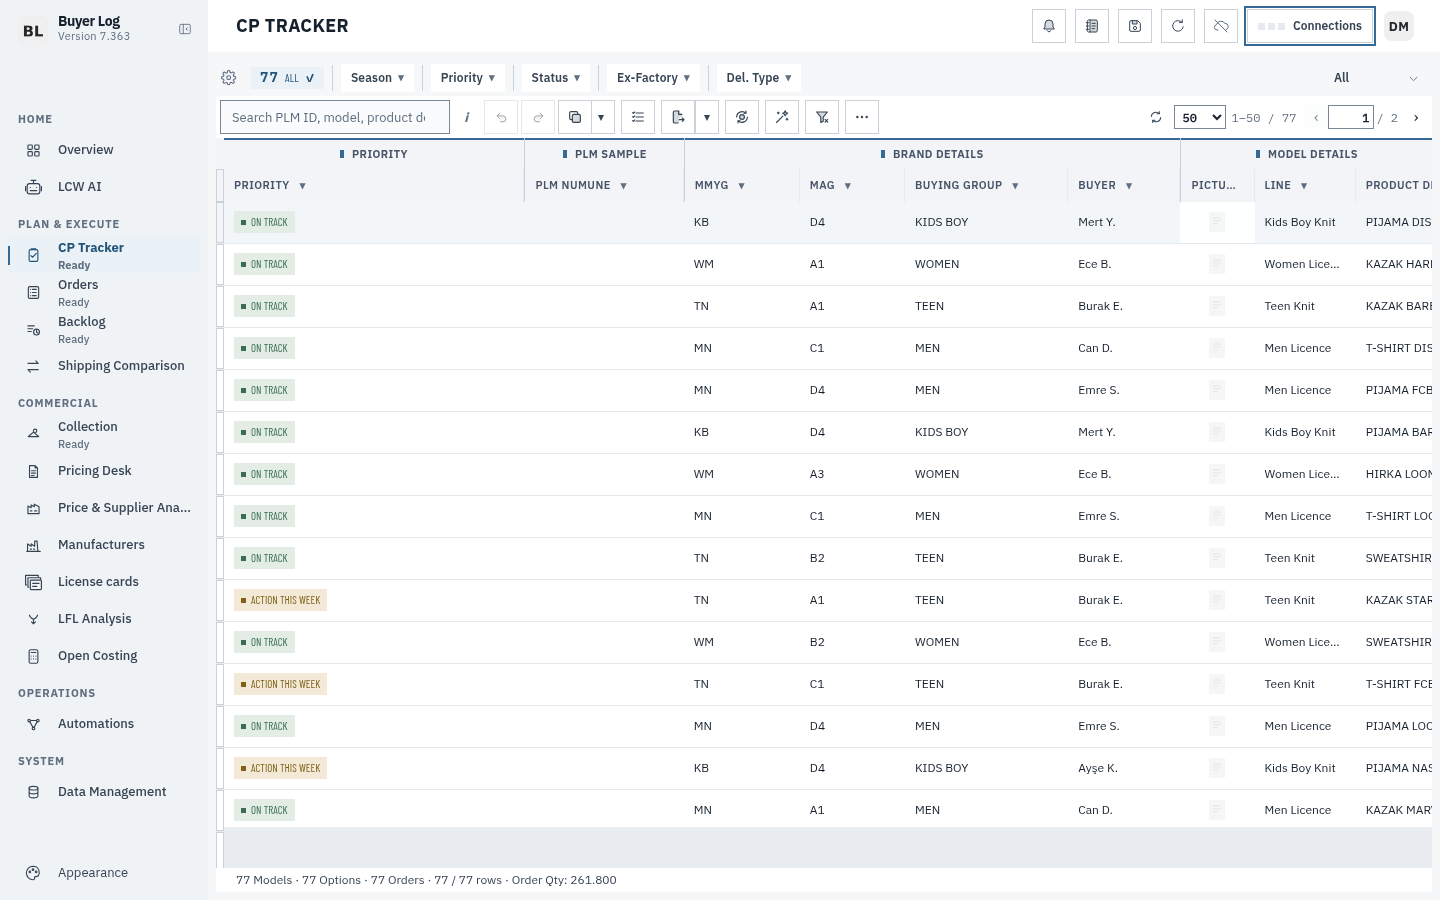 BL
Buyer Log
Version 7.363
HOME
Overview
LCW AI
PLAN & EXECUTE
CP Tracker
Ready
Orders
Ready
Backlog
Ready
Shipping Comparison
COMMERCIAL
Collection
Ready
Pricing Desk
Price & Supplier Ana...
Manufacturers
License cards
LFL Analysis
Open Costing
OPERATIONS
Automations
SYSTEM
Data Management
Appearance
CP TRACKER
Connections DM
77 ALL Season Priority Status Ex-Factory Del. Type All
Search PLM ID, model, product de i 50 1–50 / 77 1 / 2
PRIORITY PLM SAMPLE BRAND DETAILS MODEL DETAILS
PRIORITY PLM NUMUNE MMYG MAG BUYING GROUP BUYER PICTU... LINE PRODUCT DE
ON TRACK KB D4 KIDS BOY Mert Y. Kids Boy Knit PIJAMA DIS
ON TRACK WM A1 WOMEN Ece B. Women Lice... KAZAK HARI
ON TRACK TN A1 TEEN Burak E. Teen Knit KAZAK BARB
ON TRACK MN C1 MEN Can D. Men Licence T-SHIRT DIS
ON TRACK MN D4 MEN Emre S. Men Licence PIJAMA FCB
ON TRACK KB D4 KIDS BOY Mert Y. Kids Boy Knit PIJAMA BAR
ON TRACK WM A3 WOMEN Ece B. Women Lice... HIRKA LOON
ON TRACK MN C1 MEN Emre S. Men Licence T-SHIRT LOO
ON TRACK TN B2 TEEN Burak E. Teen Knit SWEATSHIR
ACTION THIS WEEK TN A1 TEEN Burak E. Teen Knit KAZAK STAR
ON TRACK WM B2 WOMEN Ece B. Women Lice... SWEATSHIR
ACTION THIS WEEK TN C1 TEEN Burak E. Teen Knit T-SHIRT FCB
ON TRACK MN D4 MEN Emre S. Men Licence PIJAMA LOO
ACTION THIS WEEK KB D4 KIDS BOY Ayşe K. Kids Boy Knit PIJAMA NAS
ON TRACK MN A1 MEN Can D. Men Licence KAZAK MARV
77 Models · 77 Options · 77 Orders · 77 / 77 rows · Order Qty: 261.800